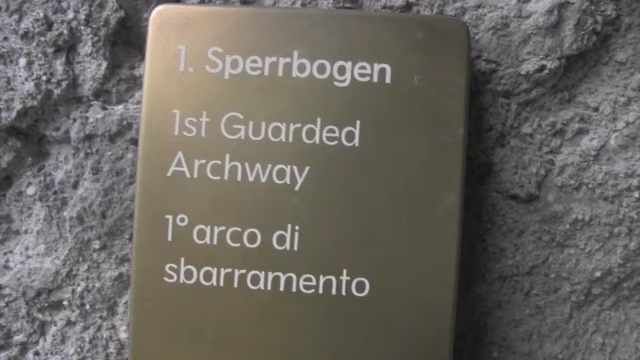 1. Sperrbogen
1st Guarded
Archway
1° arco di
sbarramento